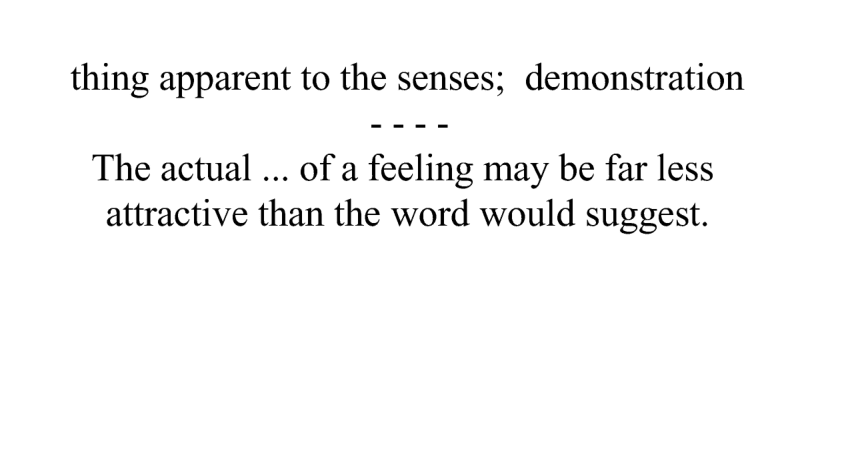 thing apparent to the senses;  demonstration
- - - -
The actual ... of a feeling may be far less
attractive than the word would suggest.